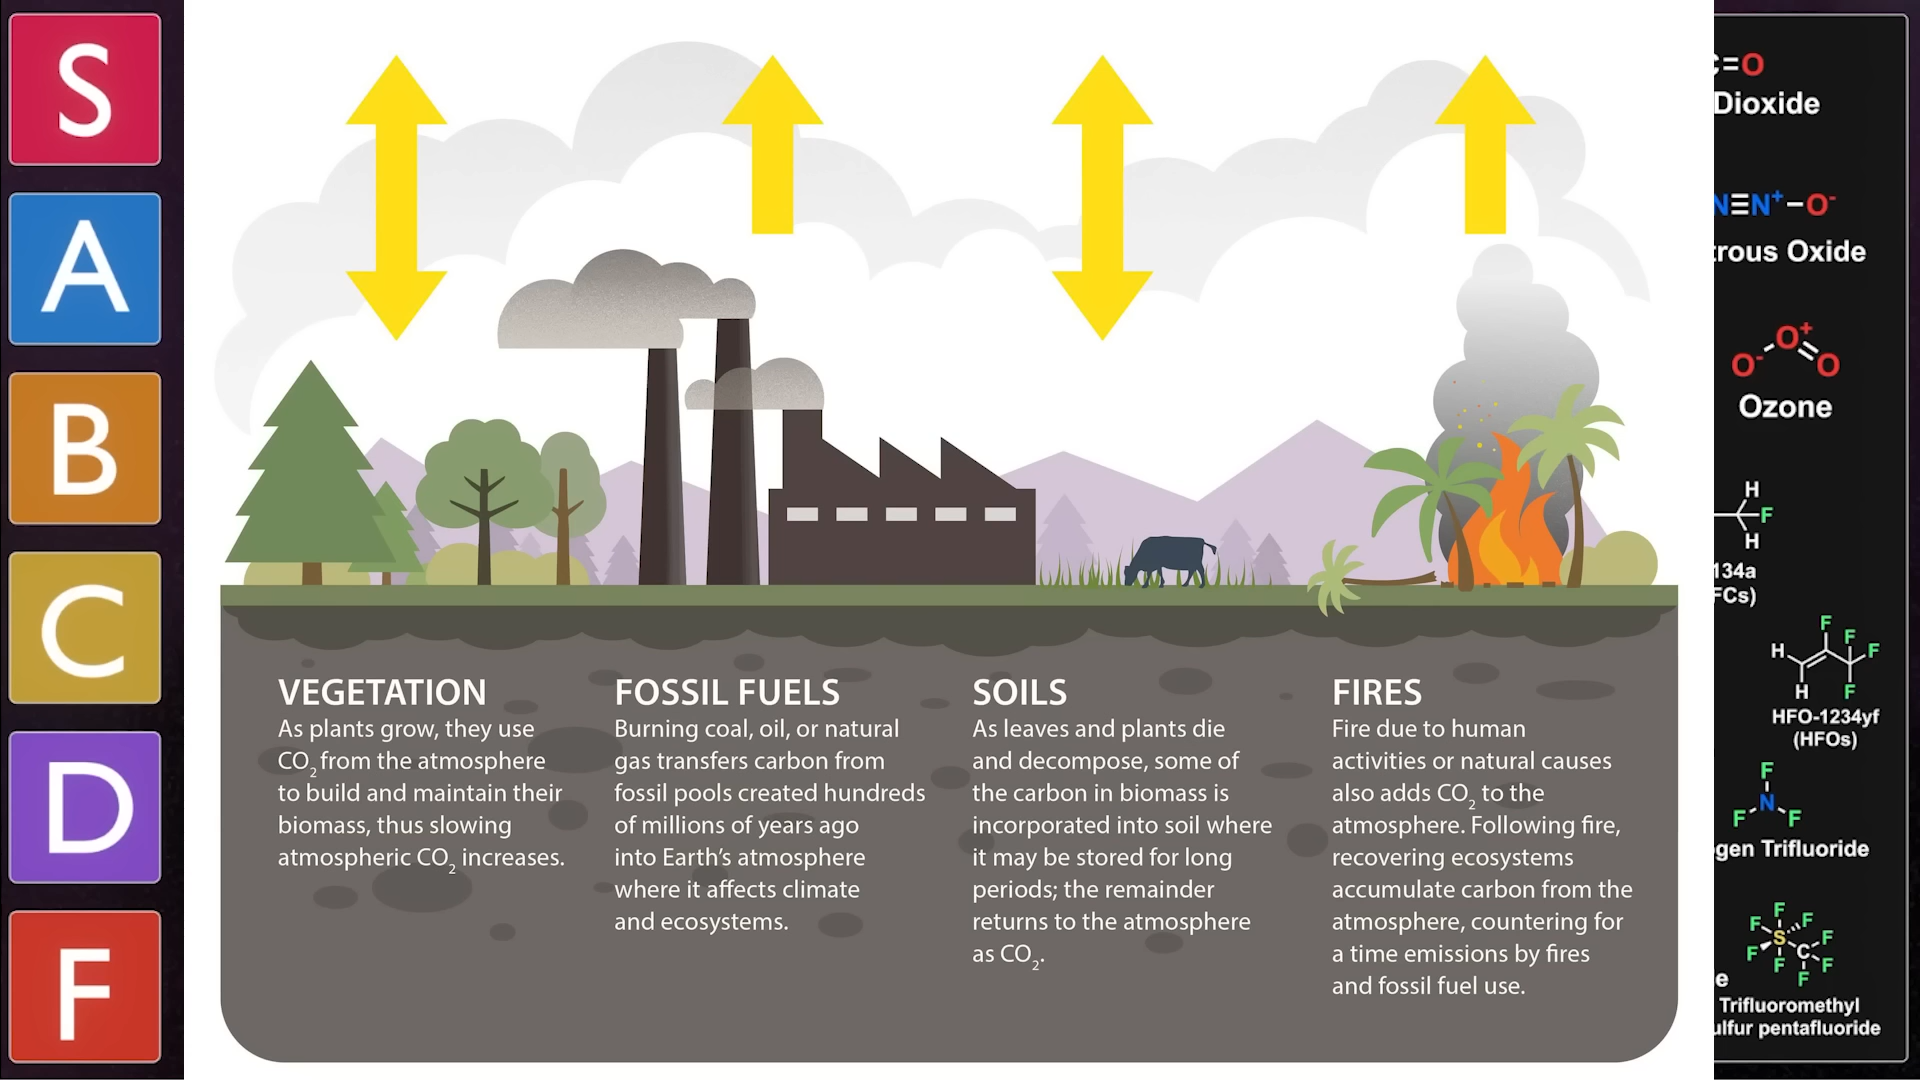 S
A
B
C
D
F
VEGETATION
As plants grow, they use
CO₂ from the atmosphere
to build and maintain their
biomass, thus slowing
atmospheric CO₂ increases.
FOSSIL FUELS
Burning coal, oil, or natural
gas transfers carbon from
fossil pools created hundreds
of millions of years ago
into Earth’s atmosphere
where it affects climate
and ecosystems.
SOILS
As leaves and plants die
and decompose, some of
the carbon in biomass is
incorporated into soil where
it may be stored for long
periods; the remainder
returns to the atmosphere
as CO₂.
FIRES
Fire due to human
activities or natural causes
also adds CO₂ to the
atmosphere. Following fire,
recovering ecosystems
accumulate carbon from the
atmosphere, countering for
a time emissions by fires
and fossil fuel use.
C=O
Dioxide
N≡N⁺–O⁻
trous Oxide
O⁺
O⁻ O
Ozone
H
F
H
134a
FCs)
F
F
H F
H F
HFO-1234yf
(HFOs)
F
N
F F
gen Trifluoride
F
F F
S F
F C
F F
F
e
Trifluoromethyl
ulfur pentafluoride